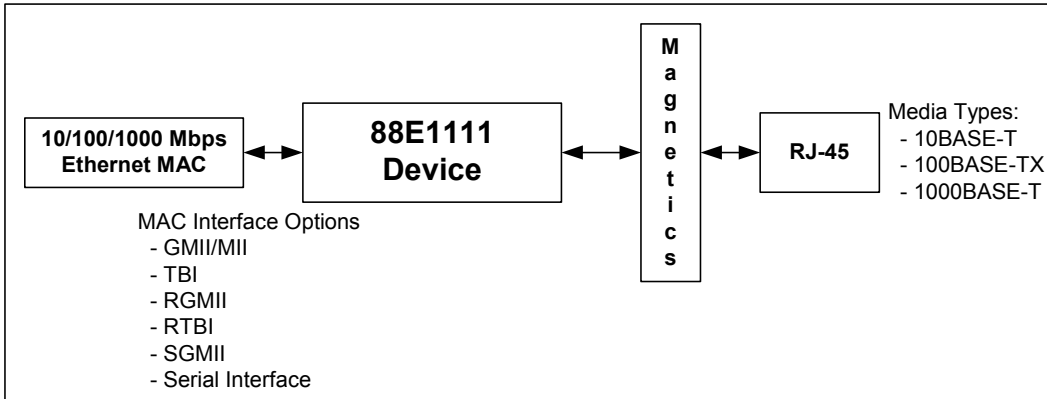 10/100/1000 Mbps
Ethernet MAC
88E1111
Device
Magnetics
RJ-45
Media Types:
- 10BASE-T
- 100BASE-TX
- 1000BASE-T
MAC Interface Options
- GMII/MII
- TBI
- RGMII
- RTBI
- SGMII
- Serial Interface